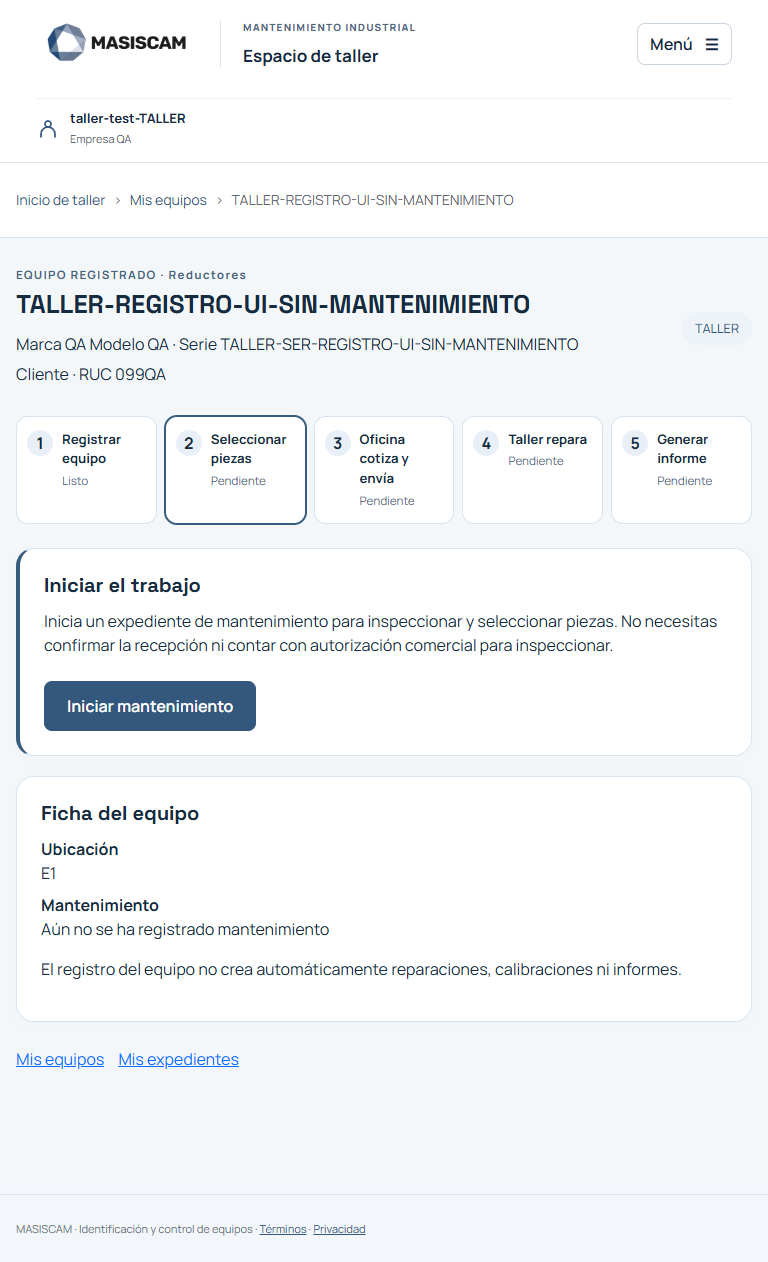 MASISCAM
MANTENIMIENTO INDUSTRIAL
Espacio de taller
Menú ☰
taller-test-TALLER
Empresa QA
Inicio de taller › Mis equipos › TALLER-REGISTRO-UI-SIN-MANTENIMIENTO
EQUIPO REGISTRADO · Reductores
TALLER-REGISTRO-UI-SIN-MANTENIMIENTO
Marca QA Modelo QA · Serie TALLER-SER-REGISTRO-UI-SIN-MANTENIMIENTO
Cliente · RUC 099QA
TALLER
1 Registrar equipo
Listo
2 Seleccionar piezas
Pendiente
3 Oficina cotiza y envía
Pendiente
4 Taller repara
Pendiente
5 Generar informe
Pendiente
Iniciar el trabajo
Inicia un expediente de mantenimiento para inspeccionar y seleccionar piezas. No necesitas
confirmar la recepción ni contar con autorización comercial para inspeccionar.
Iniciar mantenimiento
Ficha del equipo
Ubicación
E1
Mantenimiento
Aún no se ha registrado mantenimiento
El registro del equipo no crea automáticamente reparaciones, calibraciones ni informes.
Mis equipos Mis expedientes
MASISCAM · Identificación y control de equipos · Términos · Privacidad